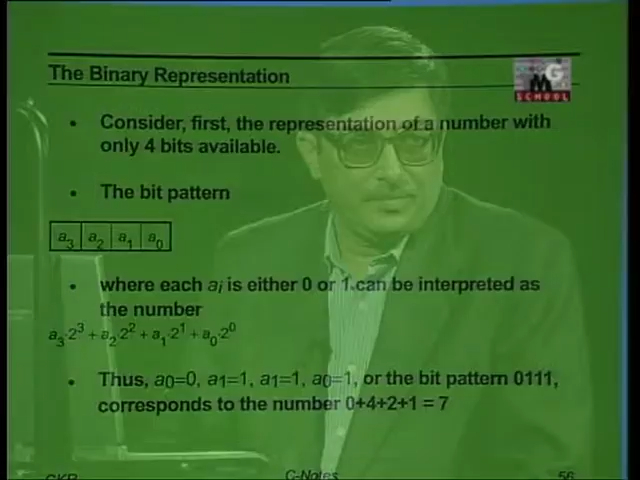 The Binary Representation
G
M
SCHOOL
• Consider, first, the representation of a number with
only 4 bits available.
• The bit pattern
a3 a2 a1 a0
• where each ai is either 0 or 1 can be interpreted as
the number
a3·2^3 + a2·2^2 + a1·2^1 + a0·2^0
• Thus, a0=0, a1=1, a1=1, a0=1, or the bit pattern 0111,
corresponds to the number 0+4+2+1 = 7
CKR C-Notes 56